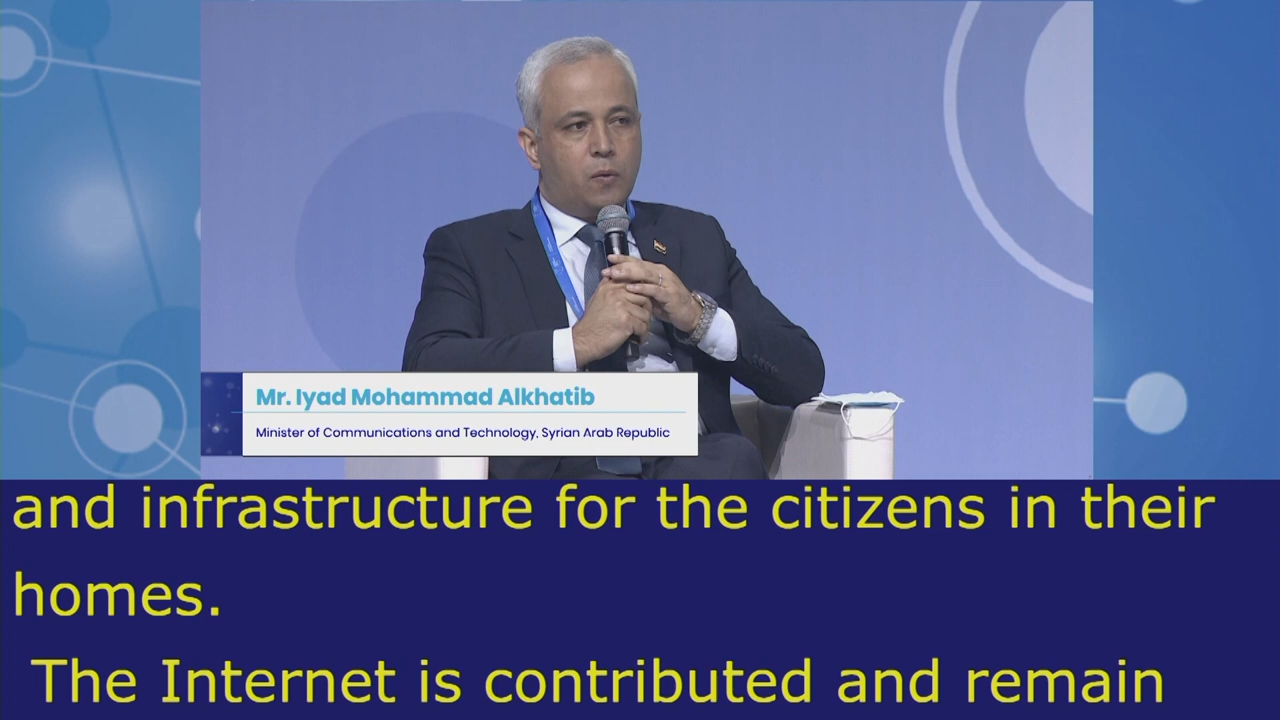 Mr. Iyad Mohammad Alkhatib
Minister of Communications and Technology, Syrian Arab Republic
and infrastructure for the citizens in their
homes.
The Internet is contributed and remain